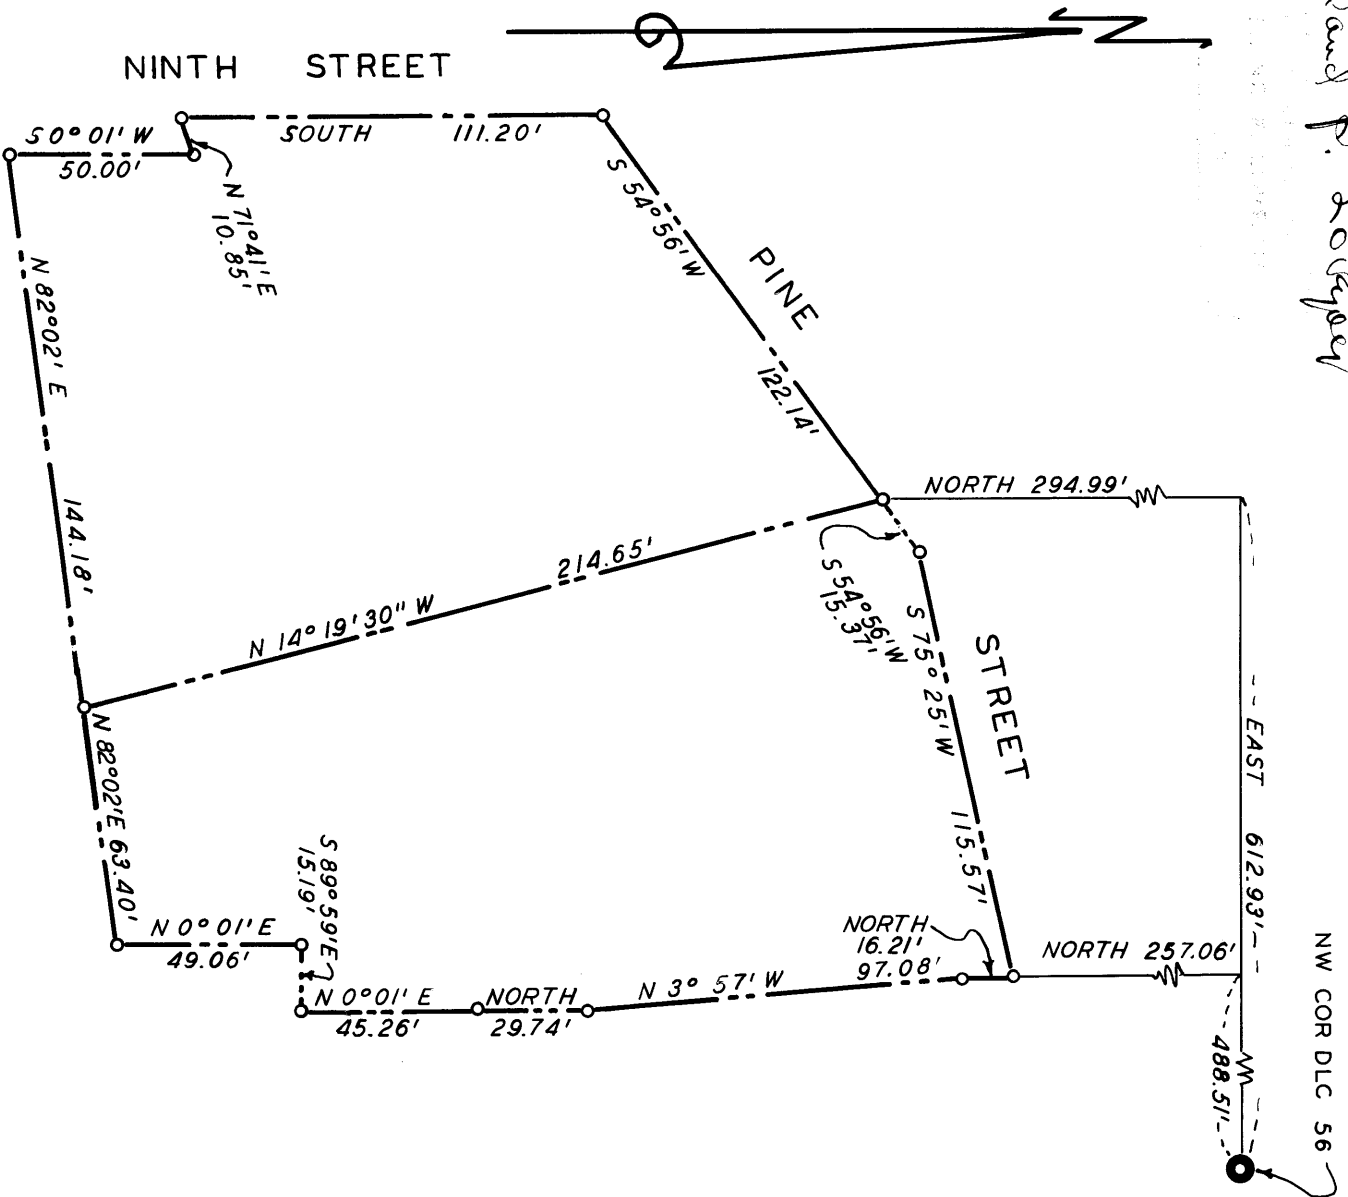 NINTH STREET
S 0° 01' W
50.00'
SOUTH 111.20'
N 71° 41' E
10.85'
S 54° 56' W
122.14'
PINE
STREET
N 82° 02' E
144.18'
N 14° 19' 30" W 214.65'
NORTH 294.99'
S 54° 56' W
15.37'
S 75° 25' W
115.57'
EAST 612.93'
N 82° 02' E 63.40'
N 0° 01' E
49.06'
S 89° 59' E
15.19'
N 0° 01' E
45.26'
NORTH
29.74'
N 3° 57' W 97.08'
NORTH
16.21'
NORTH 257.06'
488.51'
NW COR DLC 56
P.